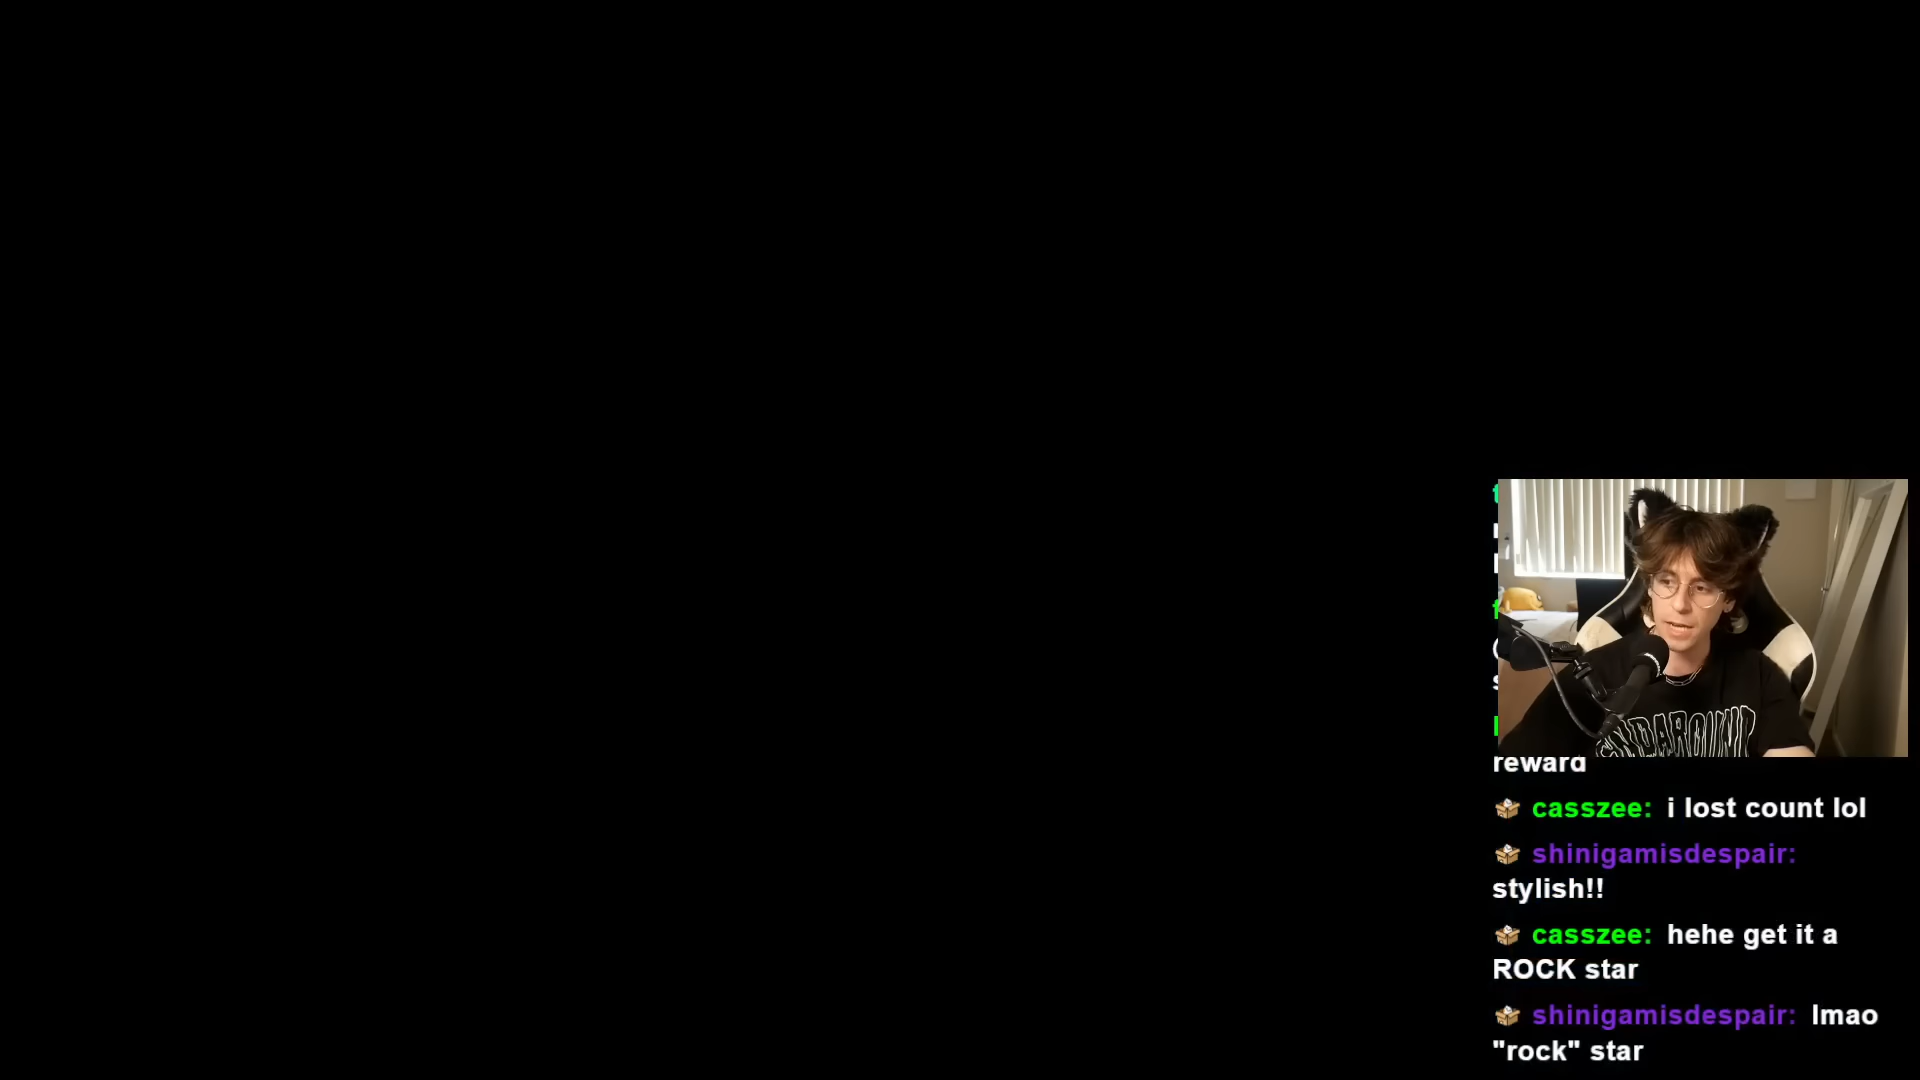 reward
casszee: i lost count lol
shinigamisdespair:
stylish!!
casszee: hehe get it a
ROCK star
shinigamisdespair: lmao
"rock" star